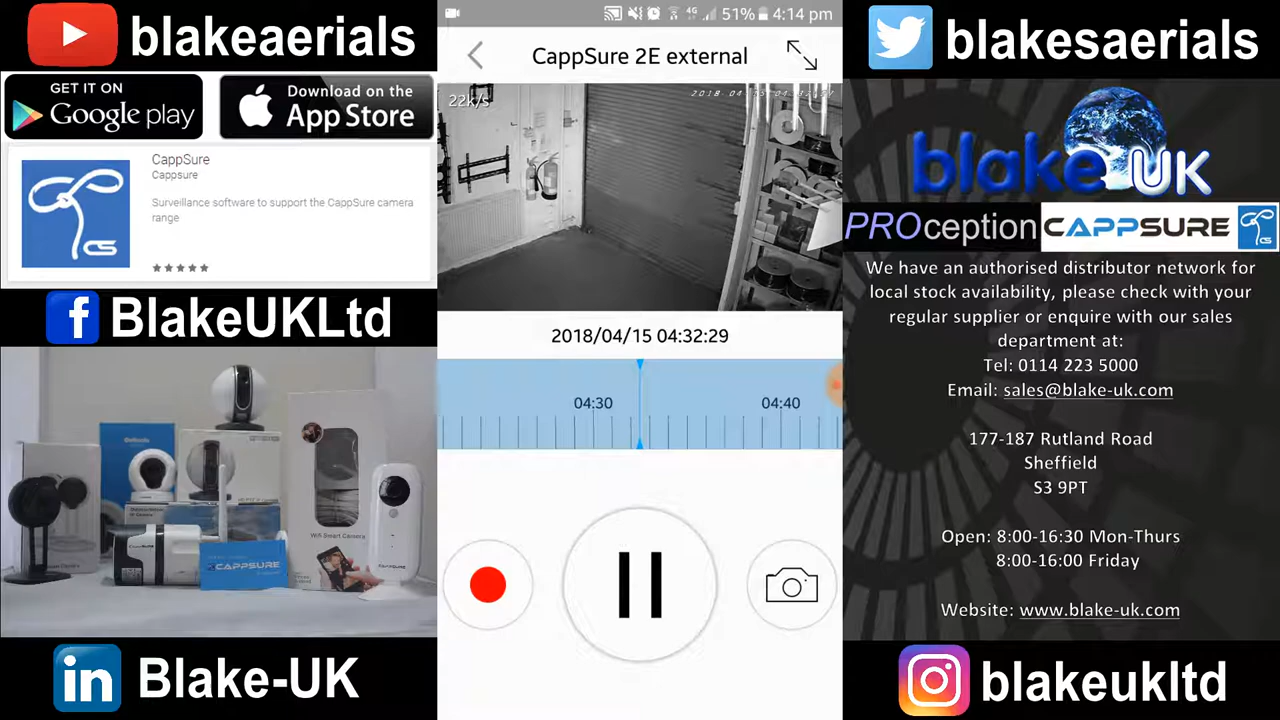 blakeaerials
GET IT ON
Google play
Download on the
App Store
CappSure
Cappsure
Surveillance software to support the CappSure camera
range
CS
f BlakeUKLtd
CAPPSURE
Wifi Smart Camera
in Blake-UK
4G 51% 4:14 pm
CappSure 2E external
22k/s
2018/04/15 04:32:29
04:30
04:40
blakesaerials
blake UK
PROception
CAPPSURE
CS
We have an authorised distributor network for
local stock availability, please check with your
regular supplier or enquire with our sales
department at:
Tel: 0114 223 5000
Email: sales@blake-uk.com
177-187 Rutland Road
Sheffield
S3 9PT
Open: 8:00-16:30 Mon-Thurs
8:00-16:00 Friday
Website: www.blake-uk.com
blakeukltd